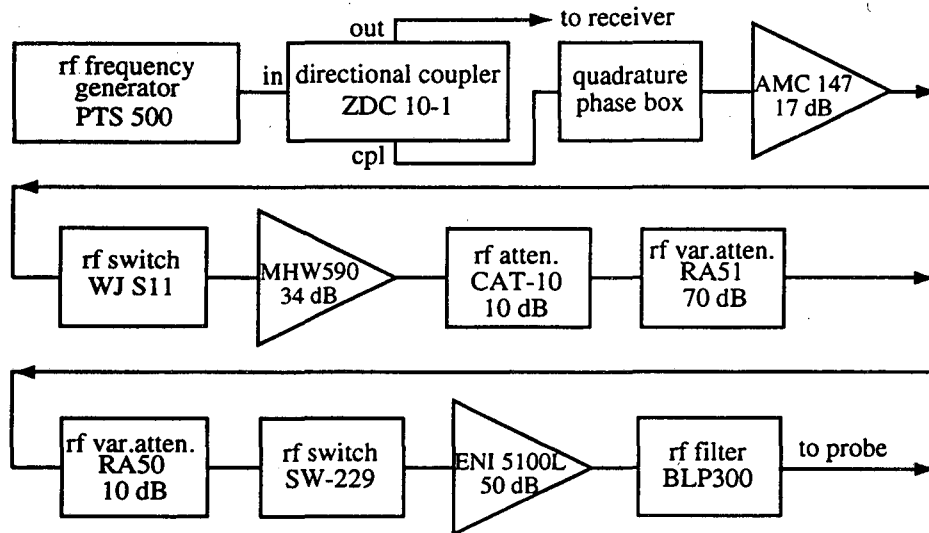 out
to receiver
rf frequency
generator
PTS 500
in
directional coupler
ZDC 10-1
cpl
quadrature
phase box
AMC 147
17 dB
rf switch
WJ S11
MHW590
34 dB
rf atten.
CAT-10
10 dB
rf var.atten.
RA51
70 dB
rf var.atten.
RA50
10 dB
rf switch
SW-229
ENI 5100L
50 dB
rf filter
BLP300
to probe